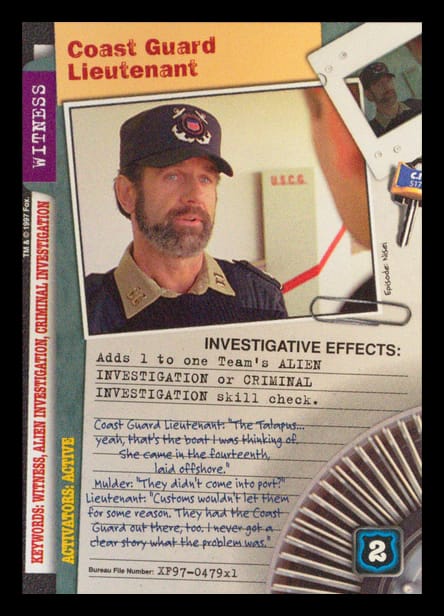 Coast Guard
Lieutenant
WITNESS
TM & © 1997 Fox.
KEYWORDS: WITNESS, ALIEN INVESTIGATION, CRIMINAL INVESTIGATION
ACTIVATORS: ACTIVE
U.S.C.G.
Episode: Nisei
INVESTIGATIVE EFFECTS:
Adds 1 to one Team's ALIEN
INVESTIGATION or CRIMINAL
INVESTIGATION skill check.
Coast Guard Lieutenant: "The Talapus...
yeah, that's the boat I was thinking of.
She came in the fourteenth,
laid offshore."
Mulder: "They didn't come into port?"
Lieutenant: "Customs wouldn't let them
for some reason. They had the Coast
Guard out there, too. I never got a
clear story what the problem was."
Bureau File Number: XF97-0479x1
2